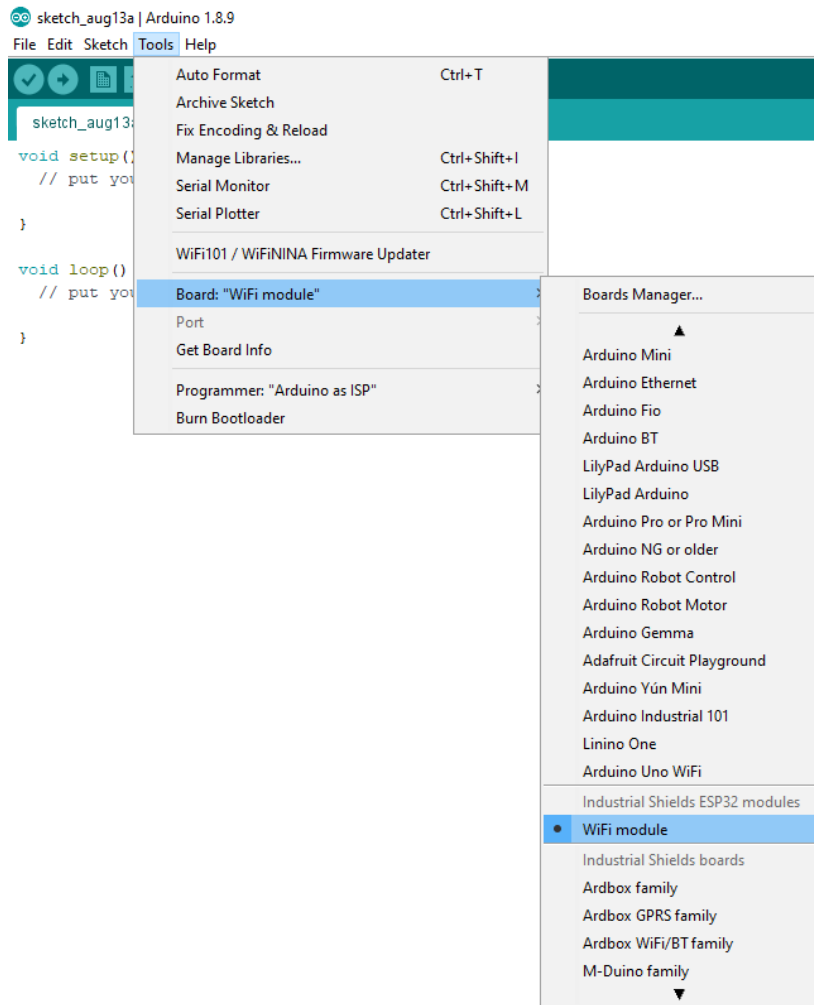 sketch_aug13a | Arduino 1.8.9
File Edit Sketch Tools Help
sketch_aug13a
void setup()
// put you
}
void loop()
// put you
}
Auto Format Ctrl+T
Archive Sketch
Fix Encoding & Reload
Manage Libraries... Ctrl+Shift+I
Serial Monitor Ctrl+Shift+M
Serial Plotter Ctrl+Shift+L
WiFi101 / WiFiNINA Firmware Updater
Board: "WiFi module"
Port
Get Board Info
Programmer: "Arduino as ISP"
Burn Bootloader
Boards Manager...
Arduino Mini
Arduino Ethernet
Arduino Fio
Arduino BT
LilyPad Arduino USB
LilyPad Arduino
Arduino Pro or Pro Mini
Arduino NG or older
Arduino Robot Control
Arduino Robot Motor
Arduino Gemma
Adafruit Circuit Playground
Arduino Yún Mini
Arduino Industrial 101
Linino One
Arduino Uno WiFi
Industrial Shields ESP32 modules
WiFi module
Industrial Shields boards
Ardbox family
Ardbox GPRS family
Ardbox WiFi/BT family
M-Duino family